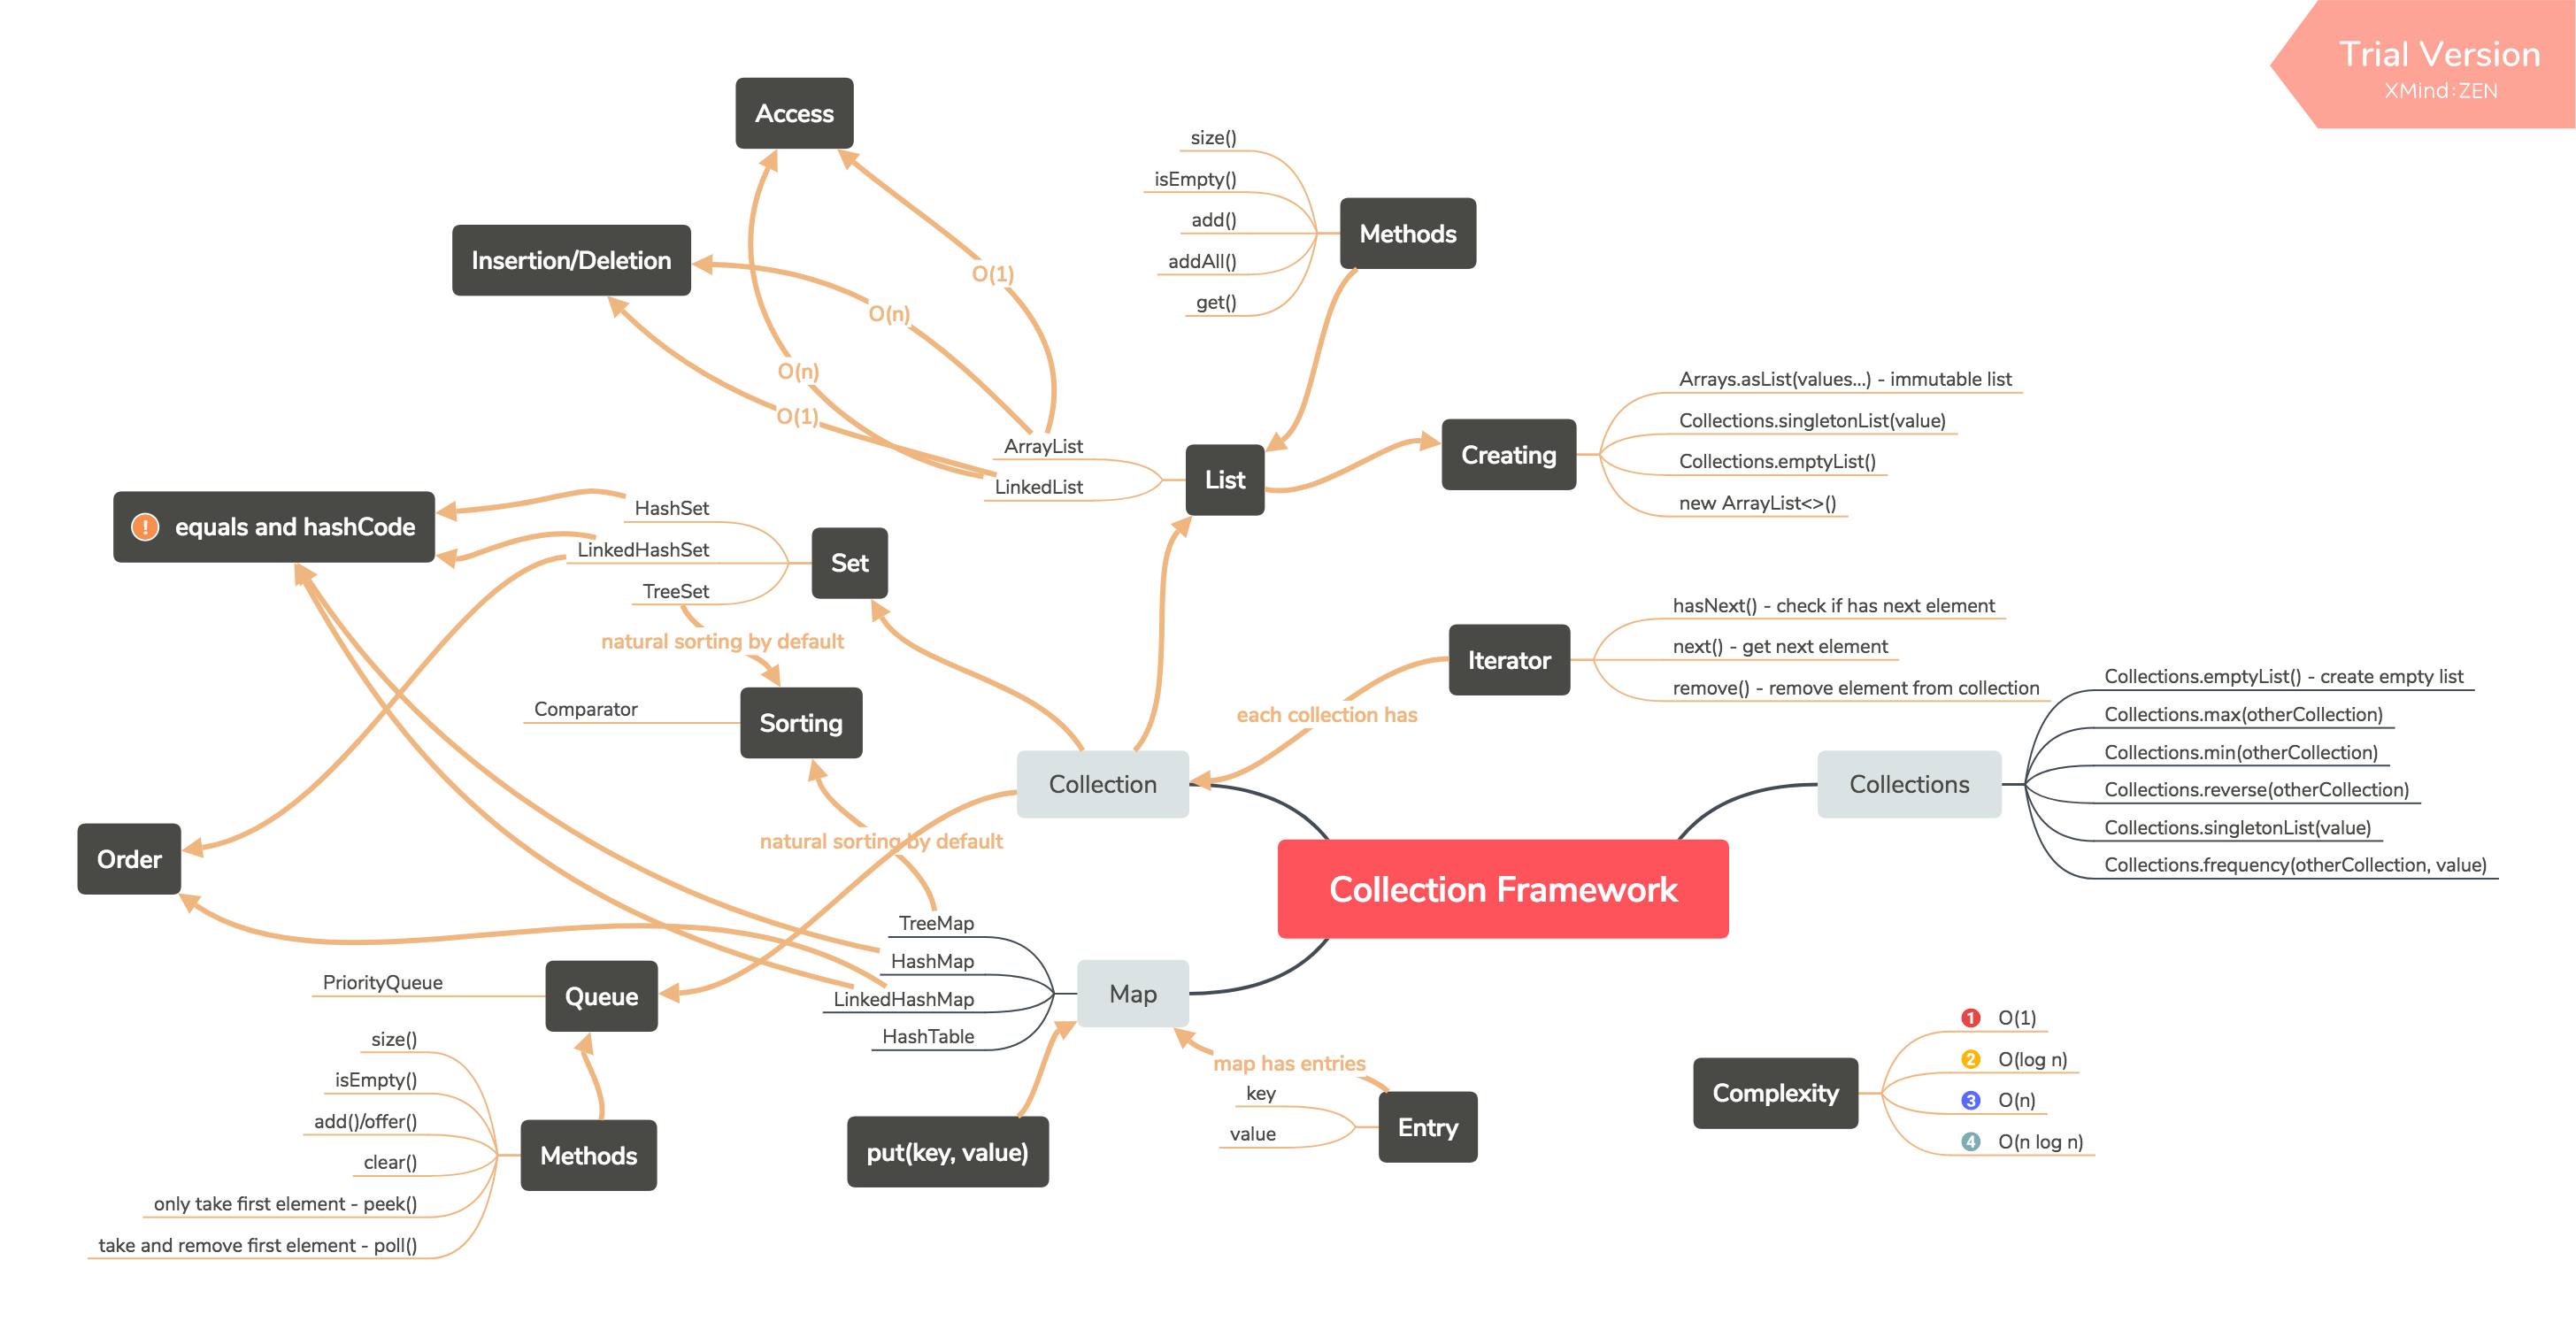 Trial Version
XMind:ZEN
Access
Insertion/Deletion
O(1)
O(n)
O(n)
O(1)
size()
isEmpty()
add()
addAll()
get()
Methods
ArrayList
LinkedList
List
Creating
Arrays.asList(values...) - immutable list
Collections.singletonList(value)
Collections.emptyList()
new ArrayList<>()
equals and hashCode
HashSet
LinkedHashSet
TreeSet
Set
natural sorting by default
Comparator
Sorting
Iterator
hasNext() - check if has next element
next() - get next element
remove() - remove element from collection
each collection has
Collection
Collections
Collections.emptyList() - create empty list
Collections.max(otherCollection)
Collections.min(otherCollection)
Collections.reverse(otherCollection)
Collections.singletonList(value)
Collections.frequency(otherCollection, value)
natural sorting by default
Order
Collection Framework
TreeMap
HashMap
LinkedHashMap
HashTable
Map
PriorityQueue
Queue
size()
isEmpty()
add()/offer()
clear()
only take first element - peek()
take and remove first element - poll()
Methods
put(key, value)
map has entries
key
value
Entry
Complexity
1 O(1)
2 O(log n)
3 O(n)
4 O(n log n)